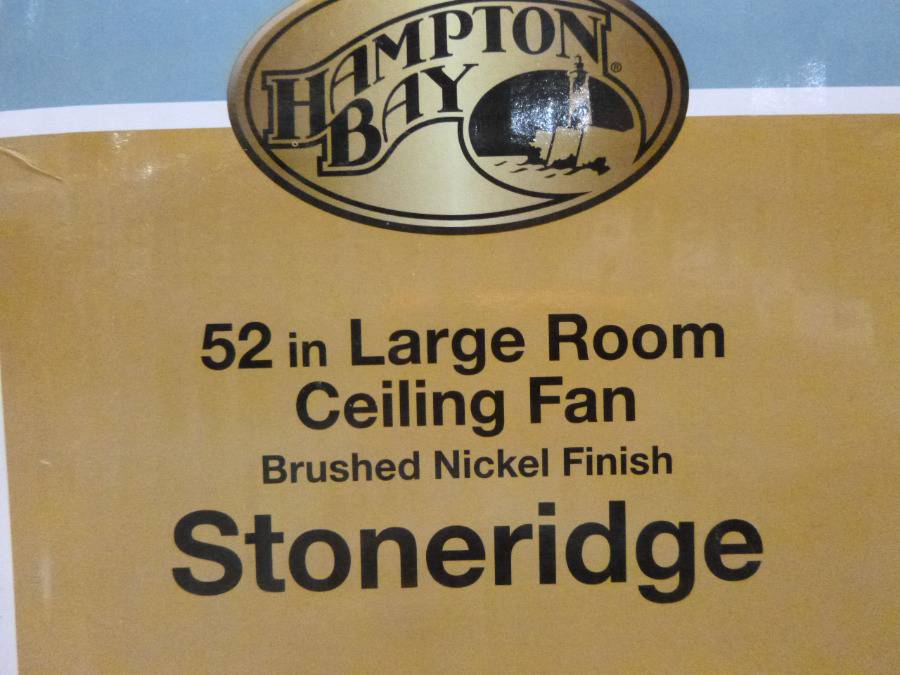 HAMPTON
BAY
®
52 in Large Room
Ceiling Fan
Brushed Nickel Finish
Stoneridge